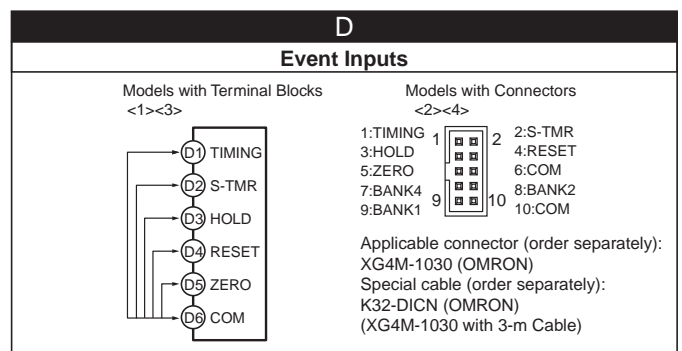 D
Event Inputs
Models with Terminal Blocks
<1><3>
D1 TIMING
D2 S-TMR
D3 HOLD
D4 RESET
D5 ZERO
D6 COM
Models with Connectors
<2><4>
1:TIMING 1 2 2:S-TMR
3:HOLD 4:RESET
5:ZERO 6:COM
7:BANK4 8:BANK2
9:BANK1 9 10 10:COM
Applicable connector (order separately):
XG4M-1030 (OMRON)
Special cable (order separately):
K32-DICN (OMRON)
(XG4M-1030 with 3-m Cable)